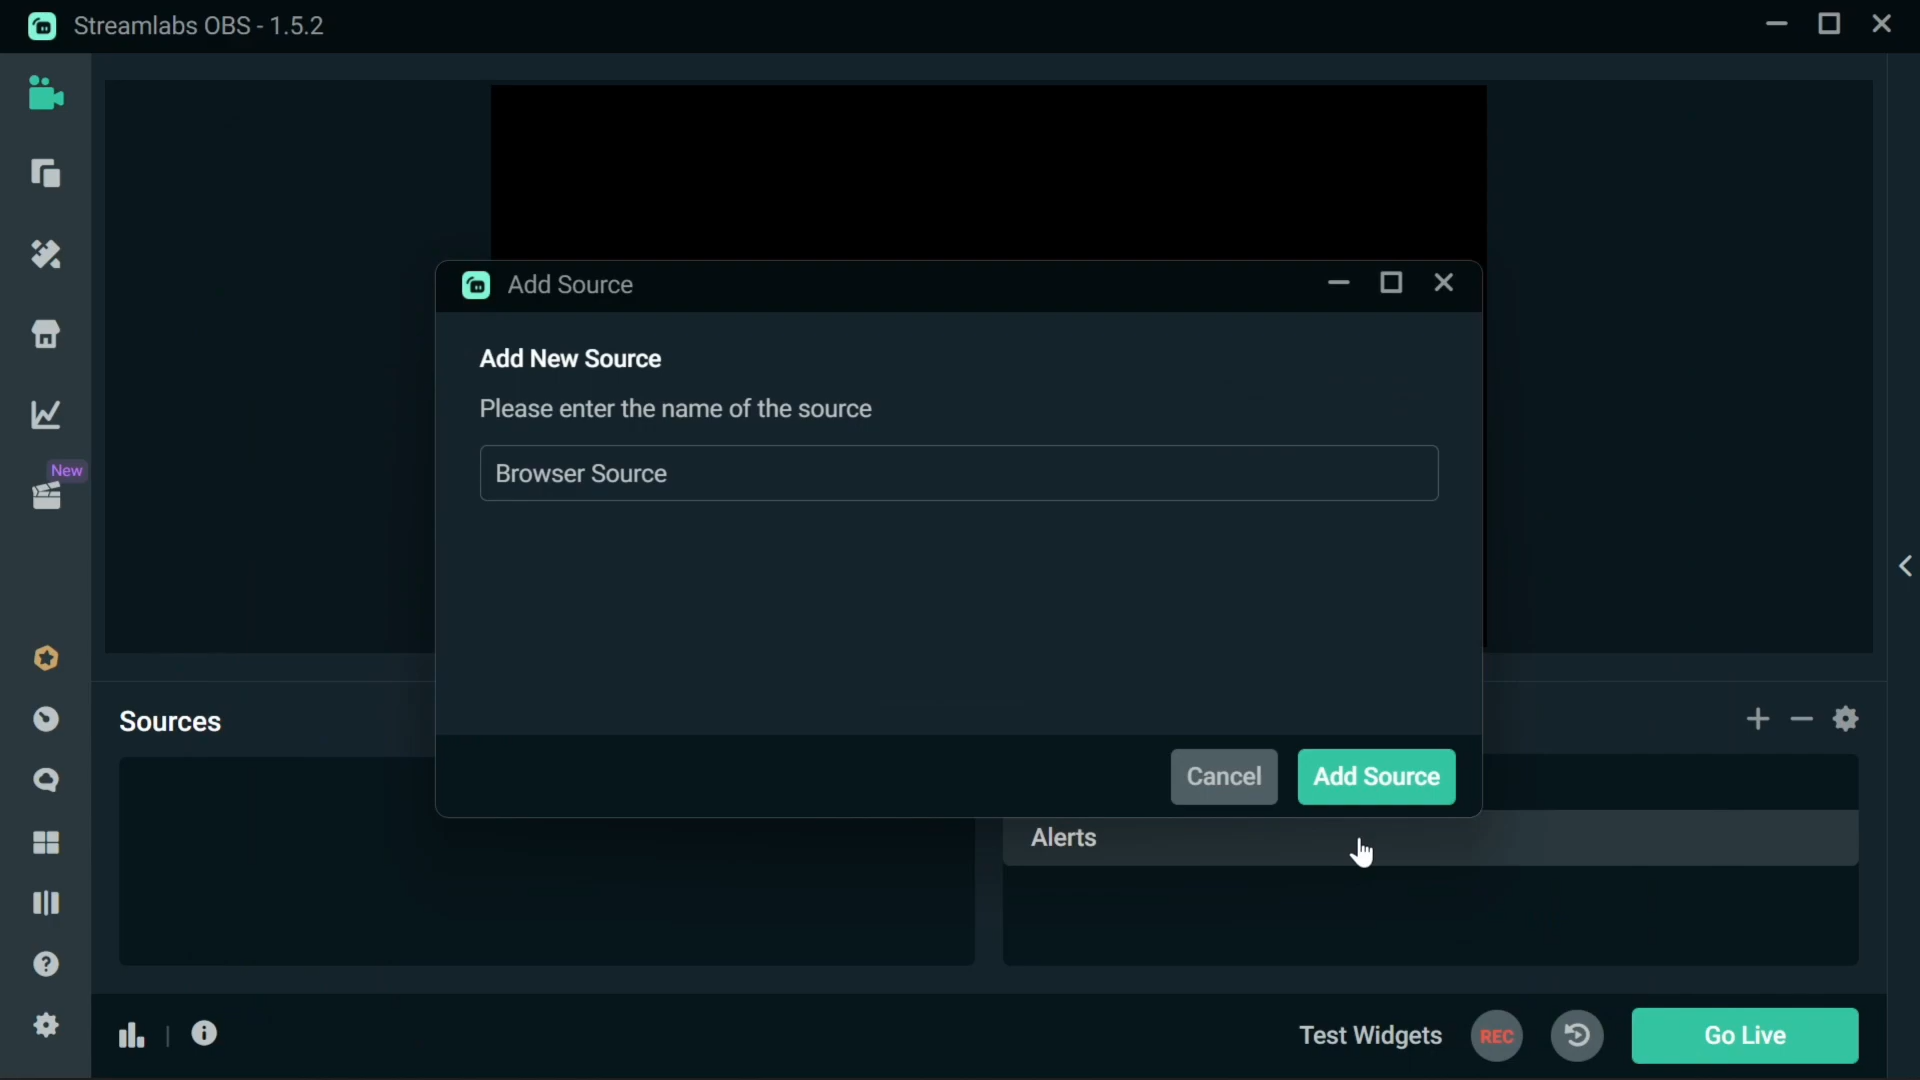 Streamlabs OBS - 1.5.2
Add Source
Add New Source
Please enter the name of the source
Browser Source
New
Sources
Cancel
Add Source
Alerts
Test Widgets
REC
Go Live